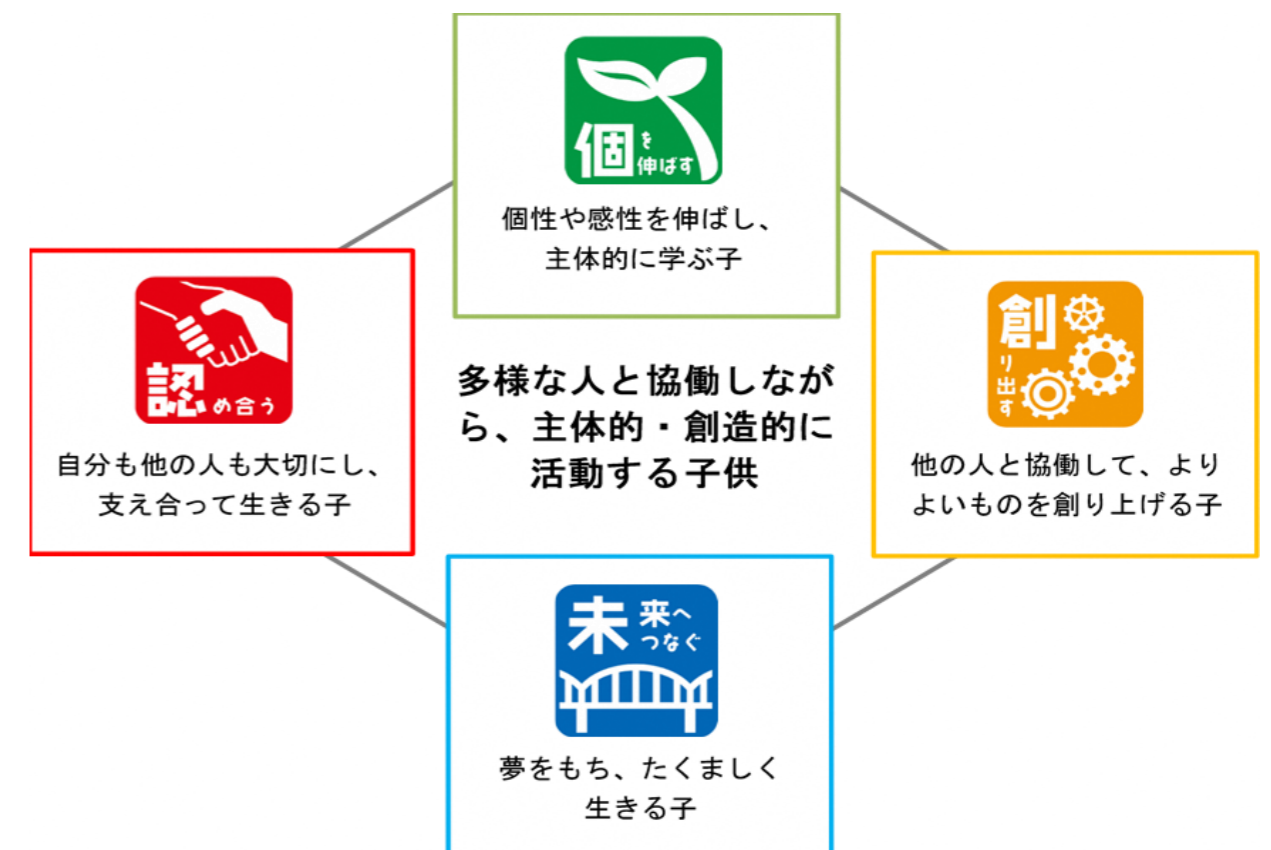 個を
伸ばす
個性や感性を伸ばし、
主体的に学ぶ子
認め合う
自分も他の人も大切にし、
支え合って生きる子
多様な人と協働しなが
ら、主体的・創造的に
活動する子供
創
り出す
他の人と協働して、より
よいものを創り上げる子
未来へ
つなぐ
夢をもち、たくましく
生きる子